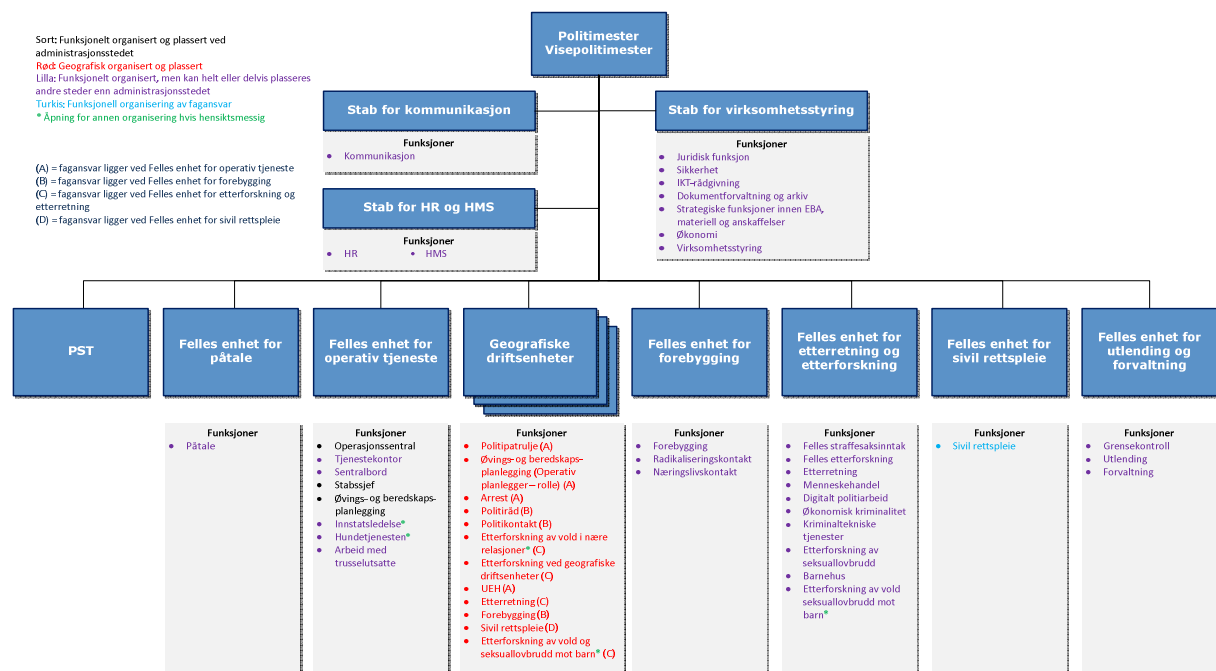 Sort: Funksjonelt organisert og plassert ved
administrasjonsstedet
Rød: Geografisk organisert og plassert
Lilla: Funksjonelt organisert, men kan helt eller delvis plasseres
andre steder enn administrasjonsstedet
Turkis: Funksjonell organisering av fagansvar
* Åpning for annen organisering hvis hensiktsmessig
(A) = fagansvar ligger ved Felles enhet for operativ tjeneste
(B) = fagansvar ligger ved Felles enhet for forebygging
(C) = fagansvar ligger ved Felles enhet for etterforskning og
etterretning
(D) = fagansvar ligger ved Felles enhet for sivil rettspleie
Politimester
Visepolitimester
Stab for kommunikasjon
Funksjoner
• Kommunikasjon
Stab for virksomhetsstyring
Funksjoner
• Juridisk funksjon
• Sikkerhet
• IKT-rådgivning
• Dokumentforvaltning og arkiv
• Strategiske funksjoner innen EBA,
materiell og anskaffelser
• Økonomi
• Virksomhetsstyring
Stab for HR og HMS
Funksjoner
• HR • HMS
PST
Felles enhet for
påtale
Funksjoner
• Påtale
Felles enhet for
operativ tjeneste
Funksjoner
• Operasjonssentral
• Tjenestekontor
• Sentralbord
• Stabssjef
• Øvings- og beredskaps-
planlegging
• Innstatsledelse*
• Hundetjenesten*
• Arbeid med
trusselutsatte
Geografiske
driftsenheter
Funksjoner
• Politipatrulje (A)
• Øvings- og beredskaps-
planlegging (Operativ
planlegger – rolle) (A)
• Arrest (A)
• Politiråd (B)
• Politikontakt (B)
• Etterforskning av vold i nære
relasjoner* (C)
• Etterforskning ved geografiske
driftsenheter (C)
• UEH (A)
• Etterretning (C)
• Forebygging (B)
• Sivil rettspleie (D)
• Etterforskning av vold og
seksuallovbrudd mot barn* (C)
Felles enhet for
forebygging
Funksjoner
• Forebygging
• Radikaliseringskontakt
• Næringslivskontakt
Felles enhet for
etterretning og
etterforskning
Funksjoner
• Felles straffesaksinntak
• Felles etterforskning
• Etterretning
• Menneskehandel
• Digitalt politiarbeid
• Økonomisk kriminalitet
• Kriminaltekniske
tjenester
• Etterforskning av
seksuallovbrudd
• Barnehus
• Etterforskning av vold
seksuallovbrudd mot
barn*
Felles enhet for
sivil rettspleie
Funksjoner
• Sivil rettspleie
Felles enhet for
utlending og
forvaltning
Funksjoner
• Grensekontroll
• Utlending
• Forvaltning